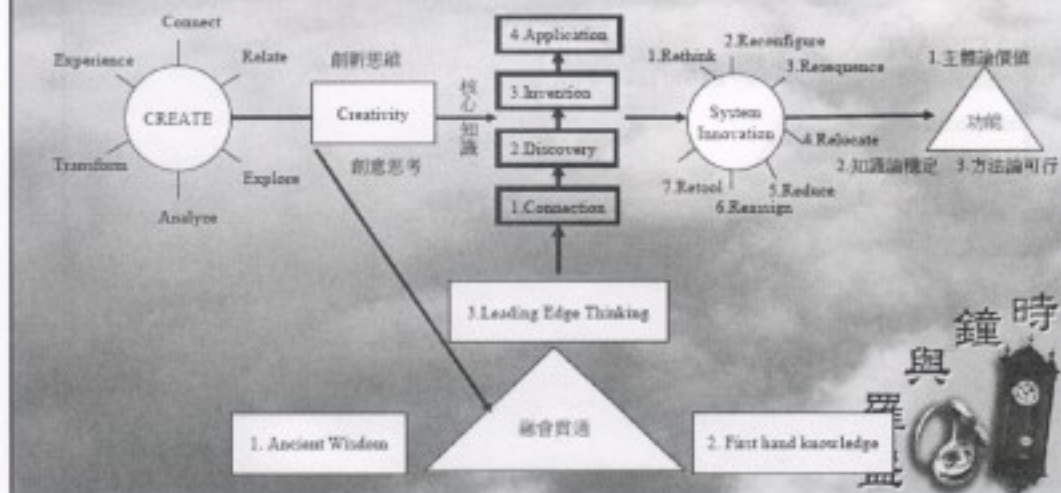 Connect
Experience
Relate
CREATE
Transform
Explore
Analyze
創新思維
Creativity
創意思考
核心知識
4.Application
3.Invention
2.Discovery
1.Connection
1.Rethink
2.Reconfigure
3.Resequence
System
Innovation
4.Relocate
5.Reduce
6.Reassign
7.Retool
1.主體論價值
功能
2.知識論穩定
3.方法論可行
3.Leading Edge Thinking
融會貫通
1. Ancient Wisdom
2. First hand knowledge
時鐘與羅盤